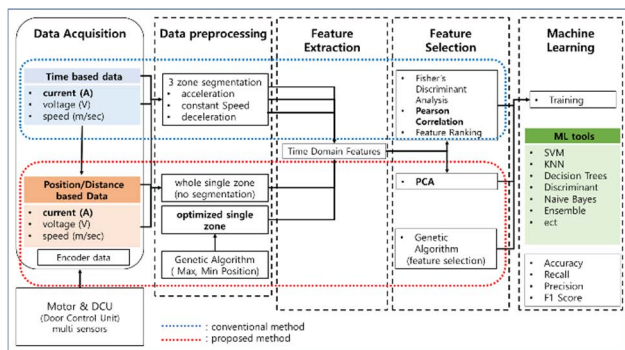 Data Acquisition
Time based data
current (A)
voltage (V)
speed (m/sec)
Position/Distance
based Data
current (A)
voltage (V)
speed (m/sec)
Encoder data
Motor & DCU
(Door Control Unit)
multi sensors
Data preprocessing
3 zone segmentation
acceleration
constant Speed
deceleration
whole single zone
(no segmentation)
optimized single
zone
Genetic Algorithm
( Max, Min Position)
Feature
Extraction
Time Domain Features
Feature
Selection
• Fisher's
Discriminant
Analysis
• Pearson
Correlation
• Feature Ranking
PCA
• Genetic
Algorithm
(feature selection)
Machine
Learning
• Training
ML tools
• SVM
• KNN
• Decision Trees
• Discriminant
• Naive Bayes
• Ensemble
• ect
• Accuracy
• Recall
• Precision
• F1 Score
: conventional method
: proposed method